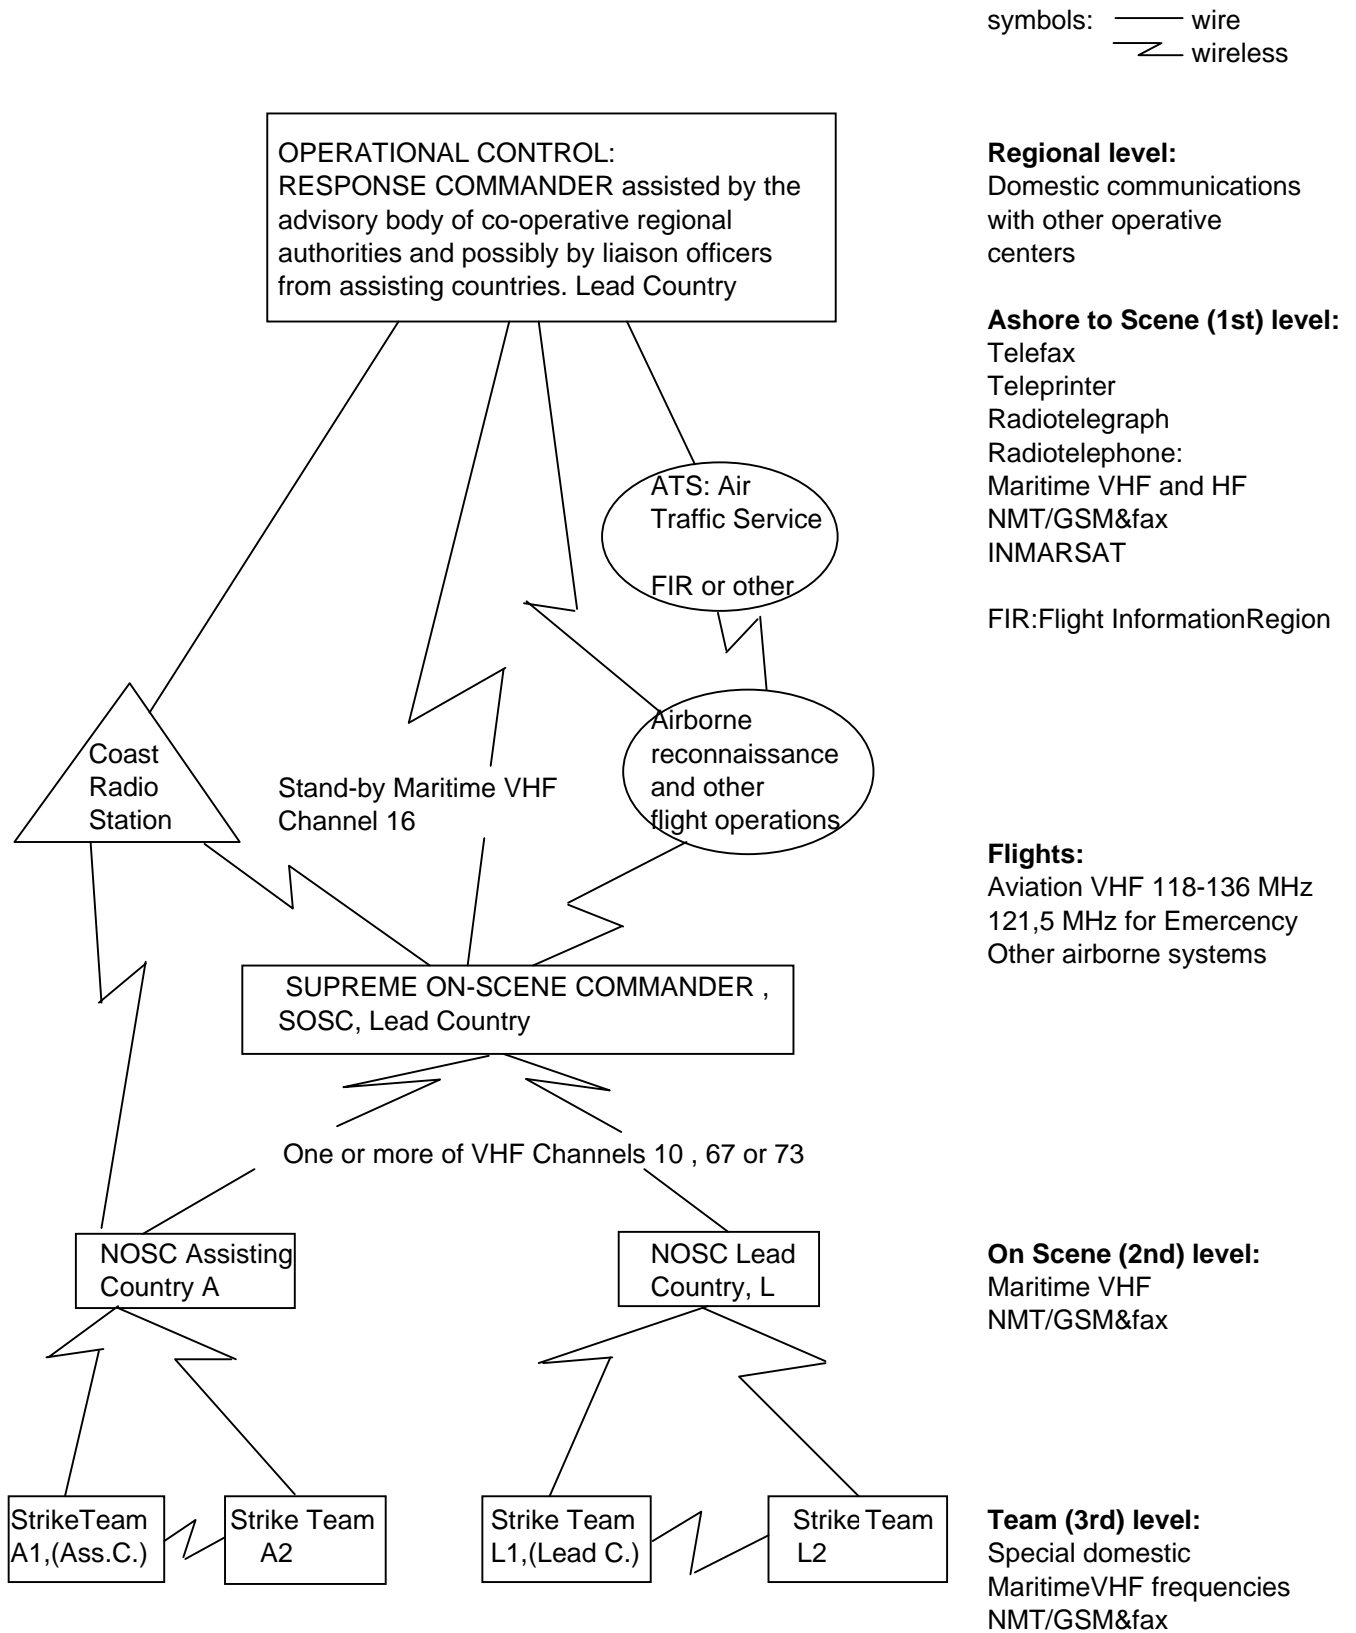 symbols: wire
wireless
OPERATIONAL CONTROL:
RESPONSE COMMANDER assisted by the
advisory body of co-operative regional
authorities and possibly by liaison officers
from assisting countries. Lead Country
Regional level:
Domestic communications
with other operative
centers
Ashore to Scene (1st) level:
Telefax
Teleprinter
Radiotelegraph
Radiotelephone:
Maritime VHF and HF
NMT/GSM&fax
INMARSAT
FIR:Flight InformationRegion
ATS: Air
Traffic Service
FIR or other
Coast
Radio
Station
Stand-by Maritime VHF
Channel 16
Airborne
reconnaissance
and other
flight operations
Flights:
Aviation VHF 118-136 MHz
121,5 MHz for Emercency
Other airborne systems
SUPREME ON-SCENE COMMANDER ,
SOSC, Lead Country
One or more of VHF Channels 10 , 67 or 73
NOSC Assisting
Country A
NOSC Lead
Country, L
On Scene (2nd) level:
Maritime VHF
NMT/GSM&fax
StrikeTeam
A1,(Ass.C.)
Strike Team
A2
Strike Team
L1,(Lead C.)
Strike Team
L2
Team (3rd) level:
Special domestic
MaritimeVHF frequencies
NMT/GSM&fax